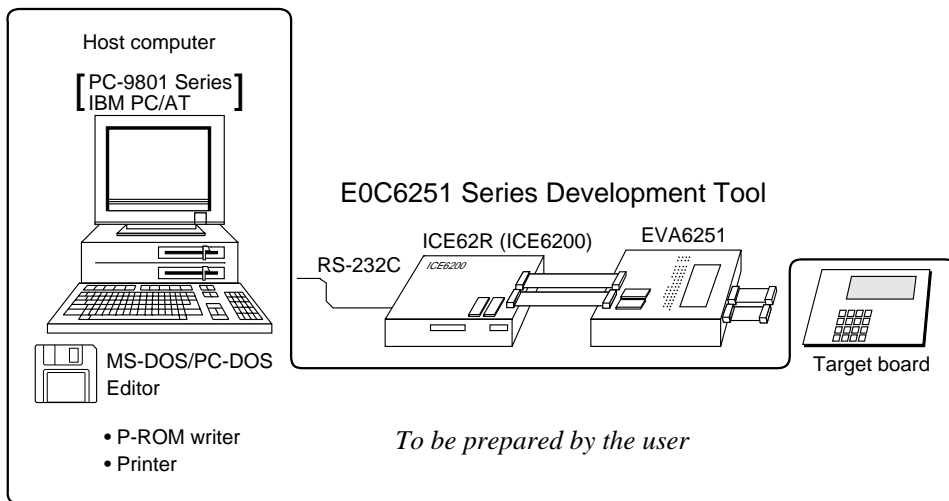 Host computer
PC-9801 Series
IBM PC/AT
E0C6251 Series Development Tool
ICE62R (ICE6200)
EVA6251
RS-232C
ICE6200
MS-DOS/PC-DOS
Editor
Target board
• P-ROM writer
• Printer
To be prepared by the user